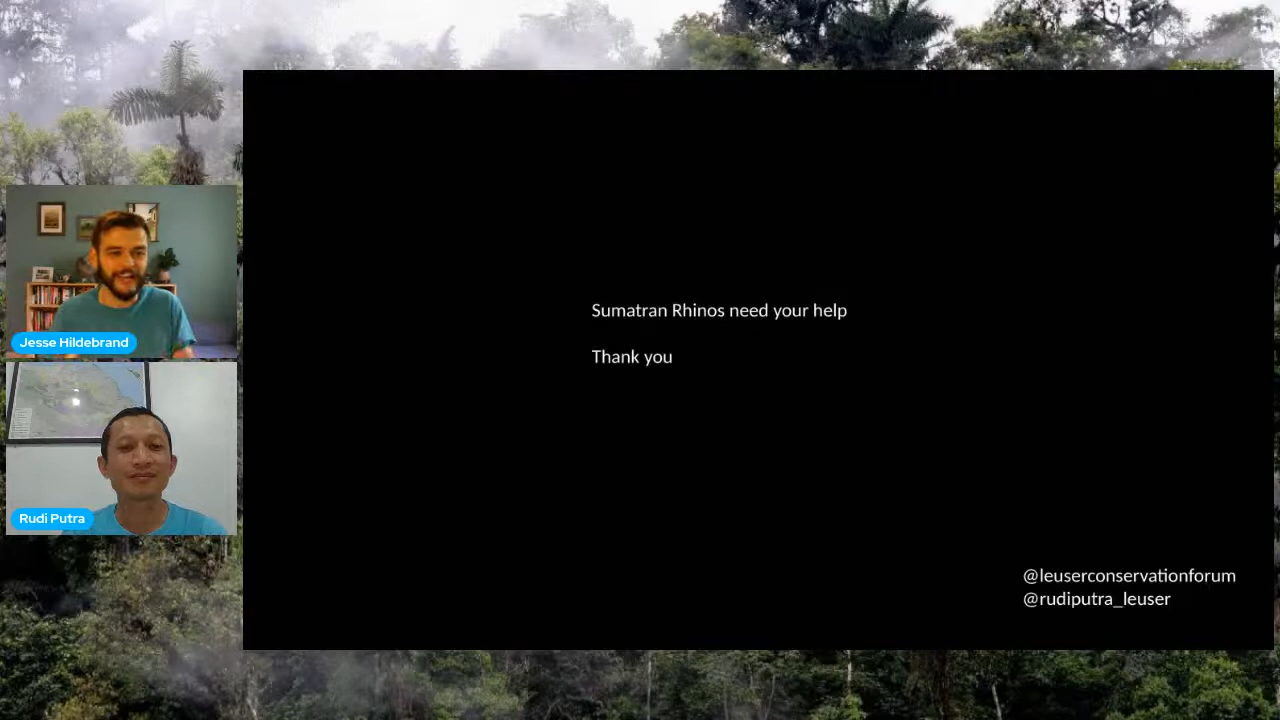 Jesse Hildebrand
Rudi Putra
Sumatran Rhinos need your help
Thank you
@leuserconservationforum
@rudiputra_leuser